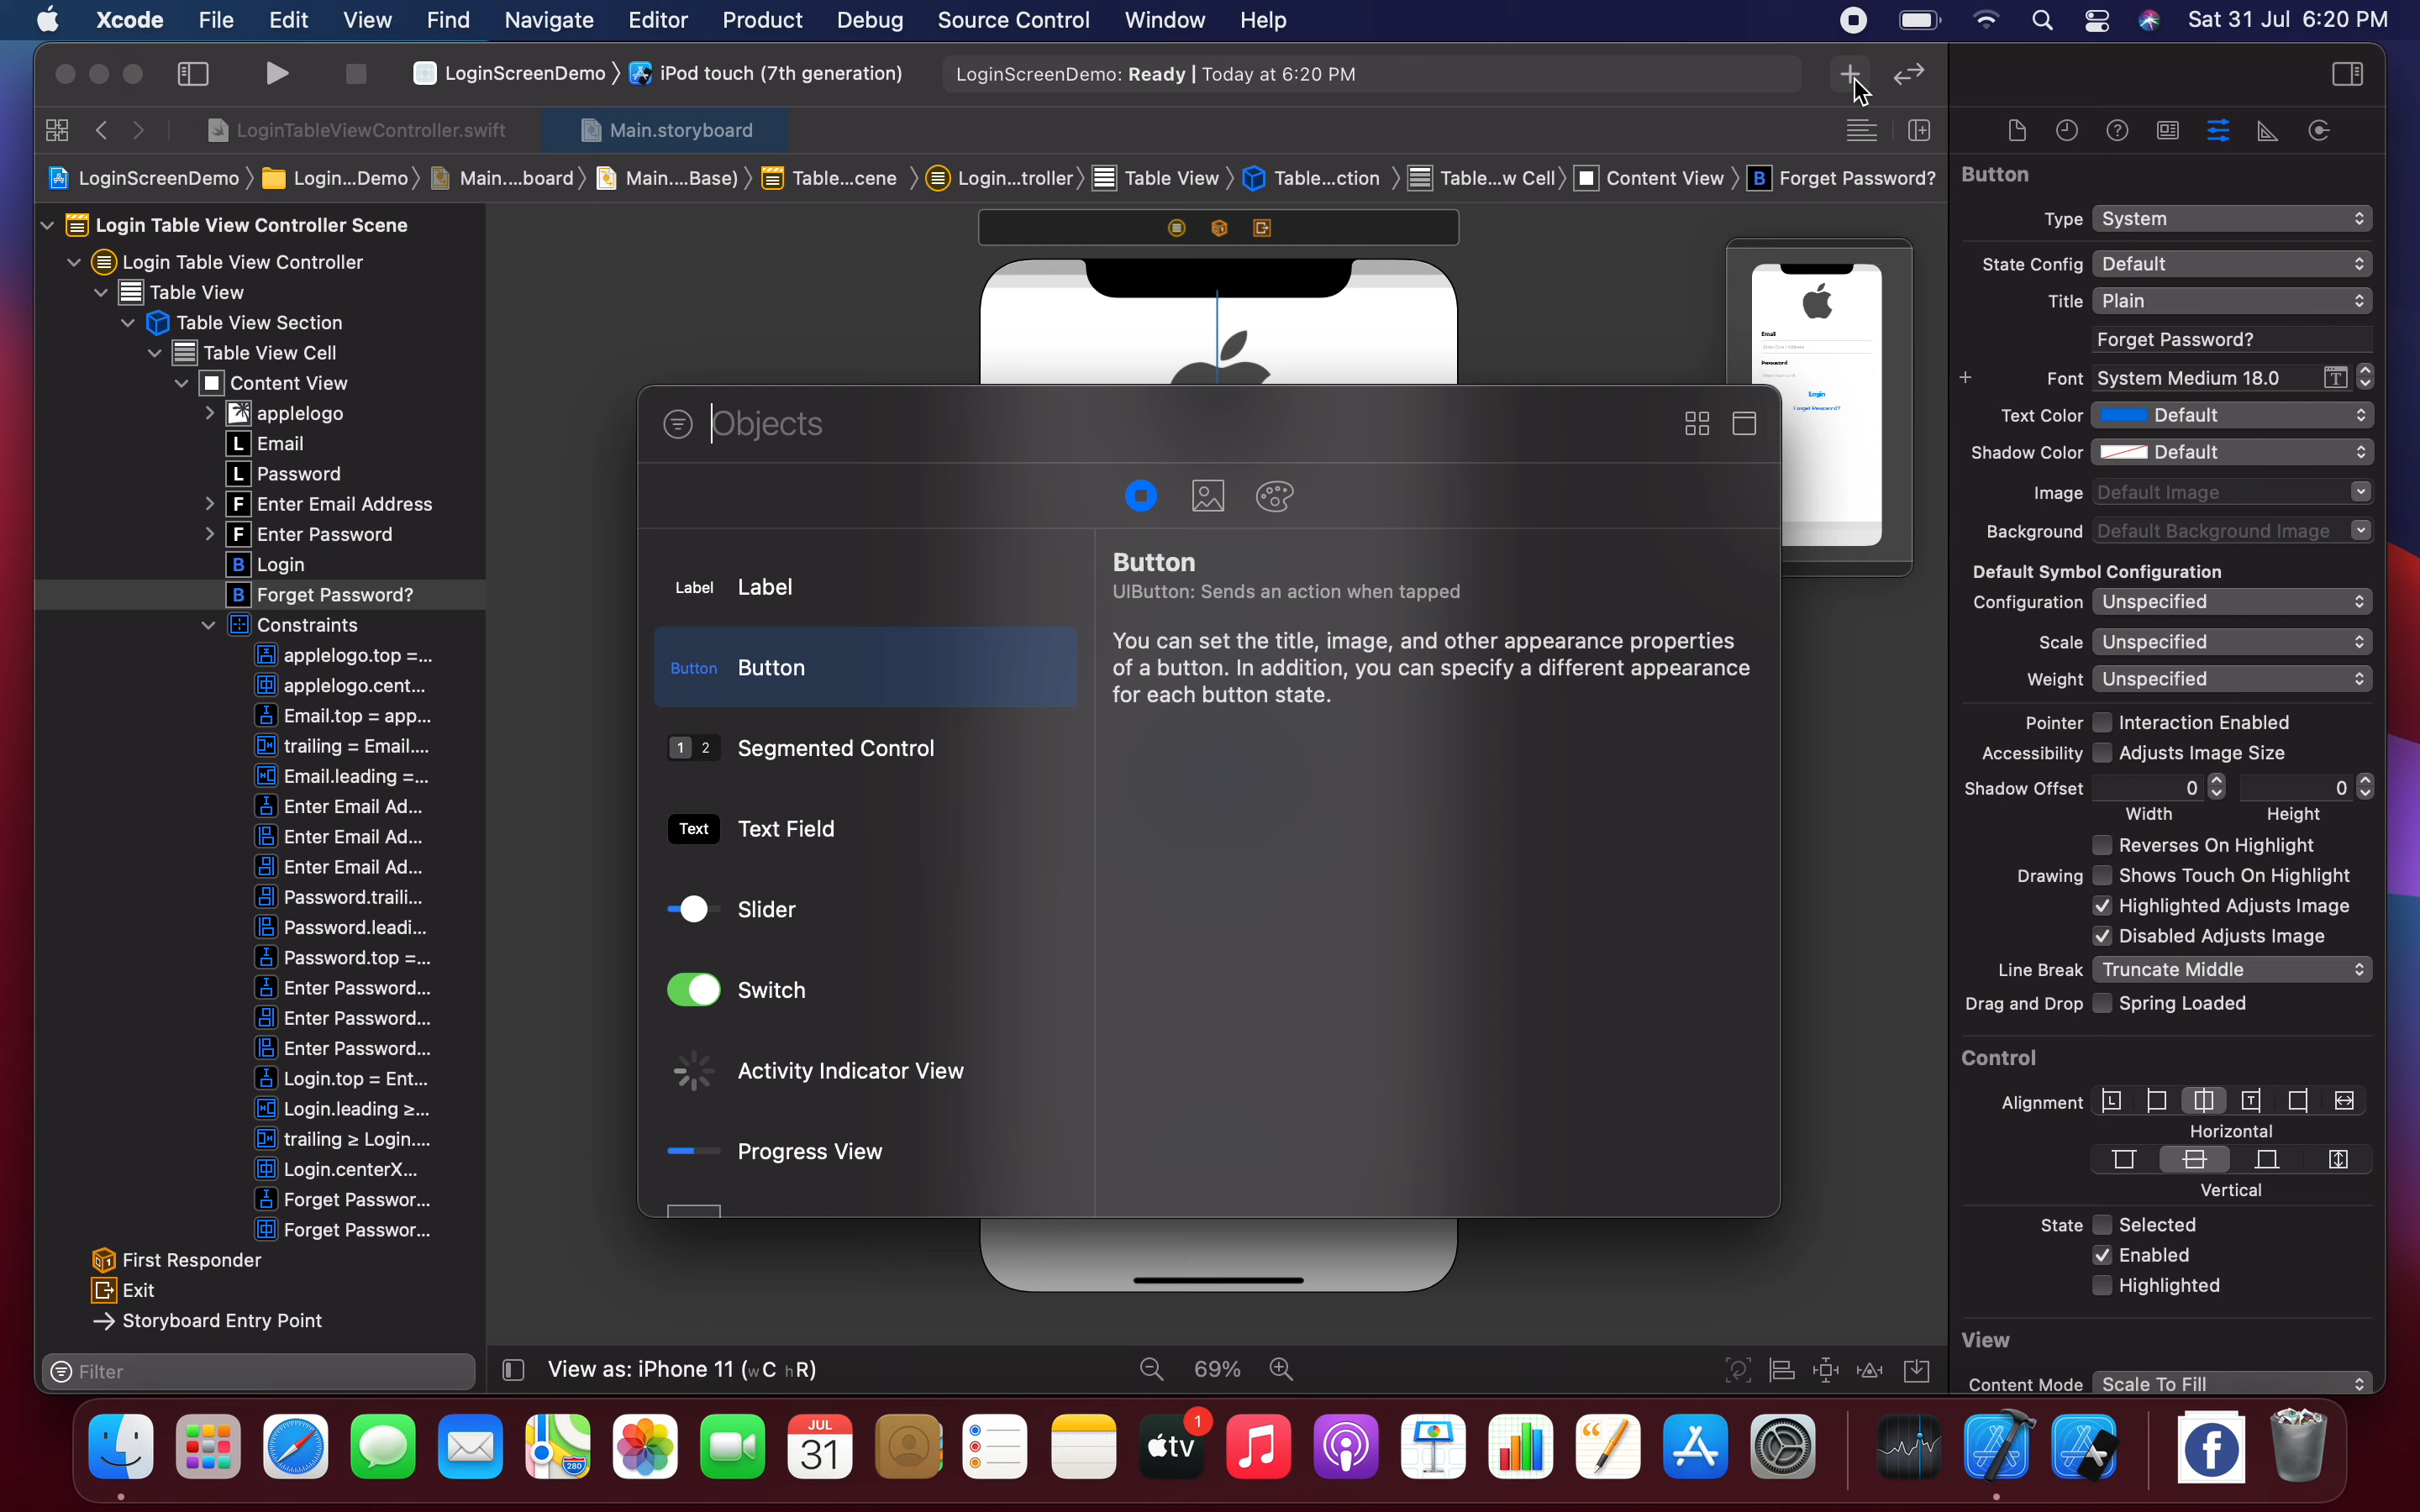 Xcode File Edit View Find Navigate Editor Product Debug Source Control Window Help Sat 31 Jul 6:20 PM
LoginScreenDemo iPod touch (7th generation) LoginScreenDemo: Ready | Today at 6:20 PM
LoginTableViewController.swift Main.storyboard
LoginScreenDemo Login...Demo Main....board Main....Base) Table...cene Login...troller Table View Table...ction Table...w Cell Content View B Forget Password?
Login Table View Controller Scene
Login Table View Controller
Table View
Table View Section
Table View Cell
Content View
applelogo
L Email
L Password
F Enter Email Address
F Enter Password
B Login
B Forget Password?
Constraints
applelogo.top =...
applelogo.cent...
Email.top = app...
trailing = Email....
Email.leading =...
Enter Email Ad...
Enter Email Ad...
Enter Email Ad...
Password.traili...
Password.leadi...
Password.top =...
Enter Password...
Enter Password...
Enter Password...
Login.top = Ent...
Login.leading ≥...
trailing ≥ Login....
Login.centerX...
Forget Passwor...
Forget Passwor...
First Responder
Exit
Storyboard Entry Point
Filter
Email
Password
Login
Forget Password?
Objects
Label Label
Button Button
1 2 Segmented Control
Text Text Field
Slider
Switch
Activity Indicator View
Progress View
Button
UIButton: Sends an action when tapped
You can set the title, image, and other appearance properties
of a button. In addition, you can specify a different appearance
for each button state.
View as: iPhone 11 (wC hR) 69%
Button
Type System
State Config Default
Title Plain
Forget Password?
Font System Medium 18.0 T
Text Color Default
Shadow Color Default
Image Default Image
Background Default Background Image
Default Symbol Configuration
Configuration Unspecified
Scale Unspecified
Weight Unspecified
Pointer Interaction Enabled
Accessibility Adjusts Image Size
Shadow Offset 0 0
Width Height
Reverses On Highlight
Drawing Shows Touch On Highlight
Highlighted Adjusts Image
Disabled Adjusts Image
Line Break Truncate Middle
Drag and Drop Spring Loaded
Control
Alignment
Horizontal
Vertical
State Selected
Enabled
Highlighted
View
Content Mode Scale To Fill
280
JUL
31
tv
1